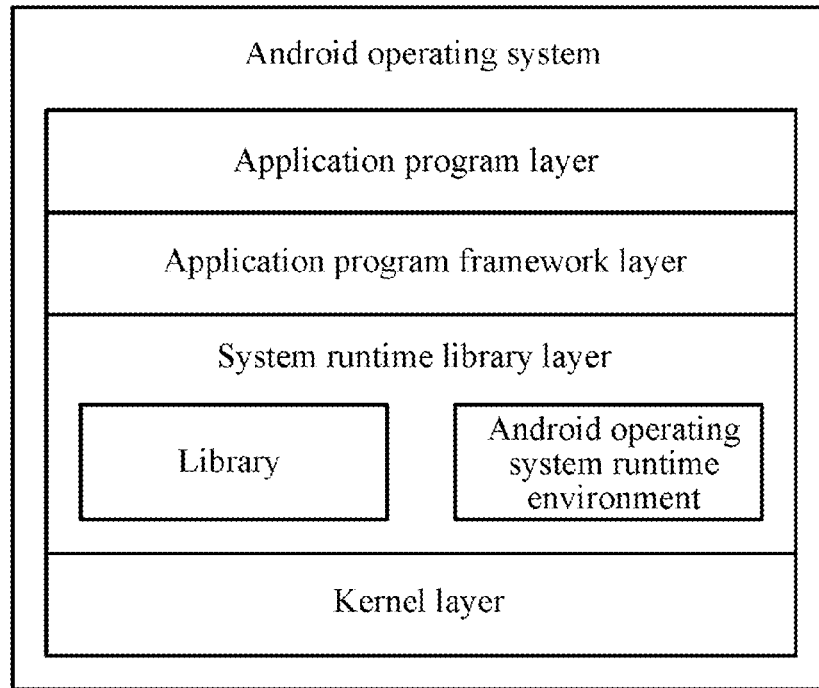 Android operating system
Application program layer
Application program framework layer
System runtime library layer
Library
Android operating
system runtime
environment
Kernel layer